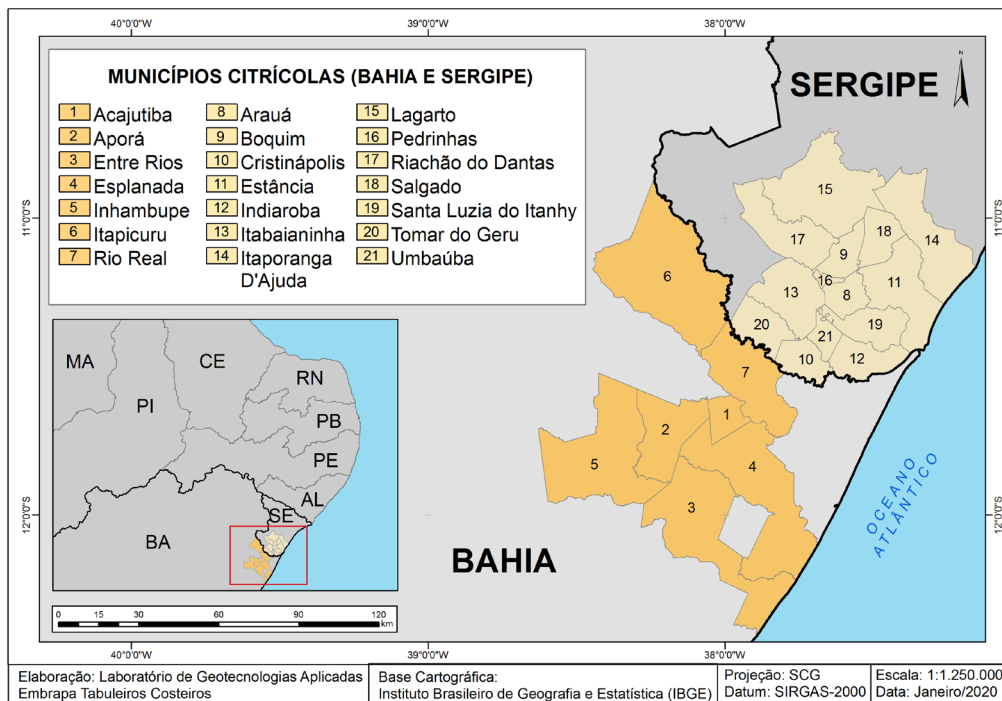 40°0'0"W 39°0'0"W 38°0'0"W
MUNICÍPIOS CITRÍCOLAS (BAHIA E SERGIPE)
1 Acajutiba
2 Aporá
3 Entre Rios
4 Esplanada
5 Inhambupe
6 Itapicuru
7 Rio Real
8 Arauá
9 Boquim
10 Cristinápolis
11 Estância
12 Indiaroba
13 Itabaianinha
14 Itaporanga
D'Ajuda
15 Lagarto
16 Pedrinhas
17 Riachão do Dantas
18 Salgado
19 Santa Luzia do Itanhy
20 Tomar do Geru
21 Umbaúba
SERGIPE
N
11°0'0"S
11°0'0"S
15
18
17
14
9
6
16
11
13
8
20
19
21
10
12
7
1
2
5
4
3
12°0'0"S
12°0'0"S
BAHIA
OCEANO
ATLÂNTICO
MA
CE
RN
PI
PB
PE
AL
SE
BA
0 15 30 60 90 120
km
40°0'0"W 39°0'0"W 38°0'0"W
Elaboração: Laboratório de Geotecnologias Aplicadas
Embrapa Tabuleiros Costeiros
Base Cartográfica:
Instituto Brasileiro de Geografia e Estatística (IBGE)
Projeção: SCG
Datum: SIRGAS-2000
Escala: 1:1.250.000
Data: Janeiro/2020